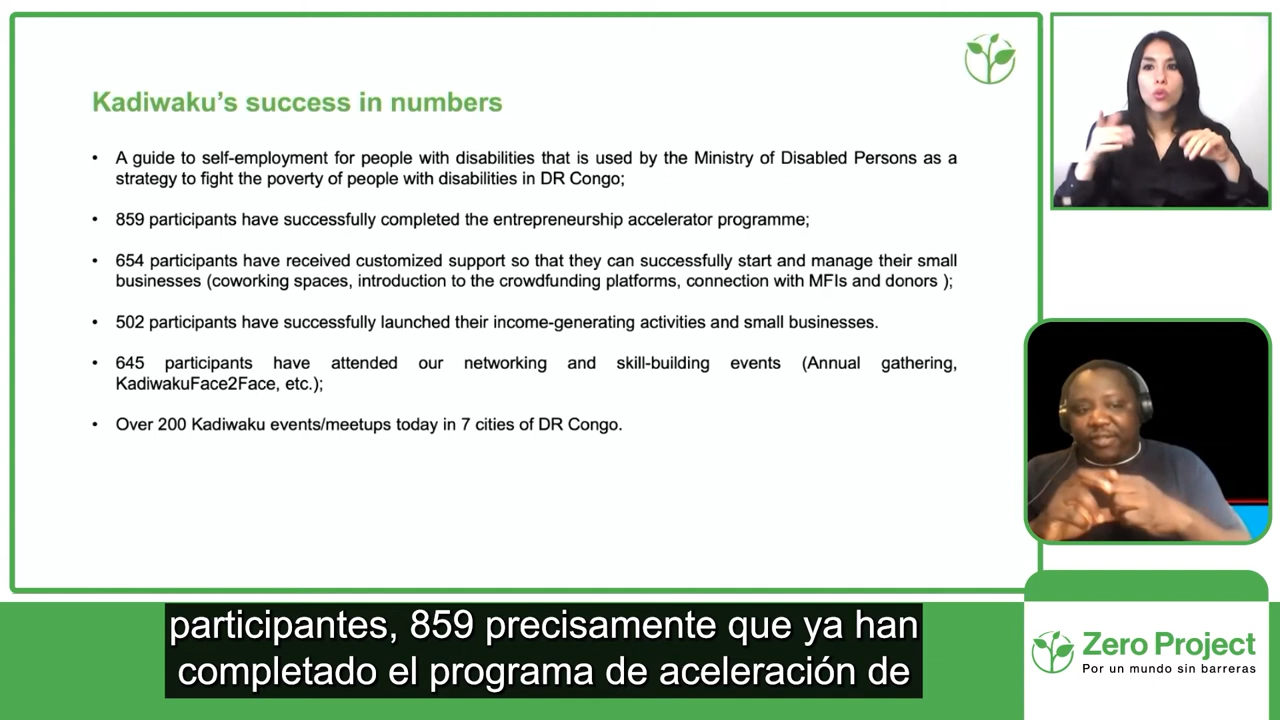 Kadiwaku's success in numbers
• A guide to self-employment for people with disabilities that is used by the Ministry of Disabled Persons as a
strategy to fight the poverty of people with disabilities in DR Congo;
• 859 participants have successfully completed the entrepreneurship accelerator programme;
• 654 participants have received customized support so that they can successfully start and manage their small
businesses (coworking spaces, introduction to the crowdfunding platforms, connection with MFIs and donors );
• 502 participants have successfully launched their income-generating activities and small businesses.
• 645 participants have attended our networking and skill-building events (Annual gathering,
KadiwakuFace2Face, etc.);
• Over 200 Kadiwaku events/meetups today in 7 cities of DR Congo.
participantes, 859 precisamente que ya han
completado el programa de aceleración de
Zero Project
Por un mundo sin barreras